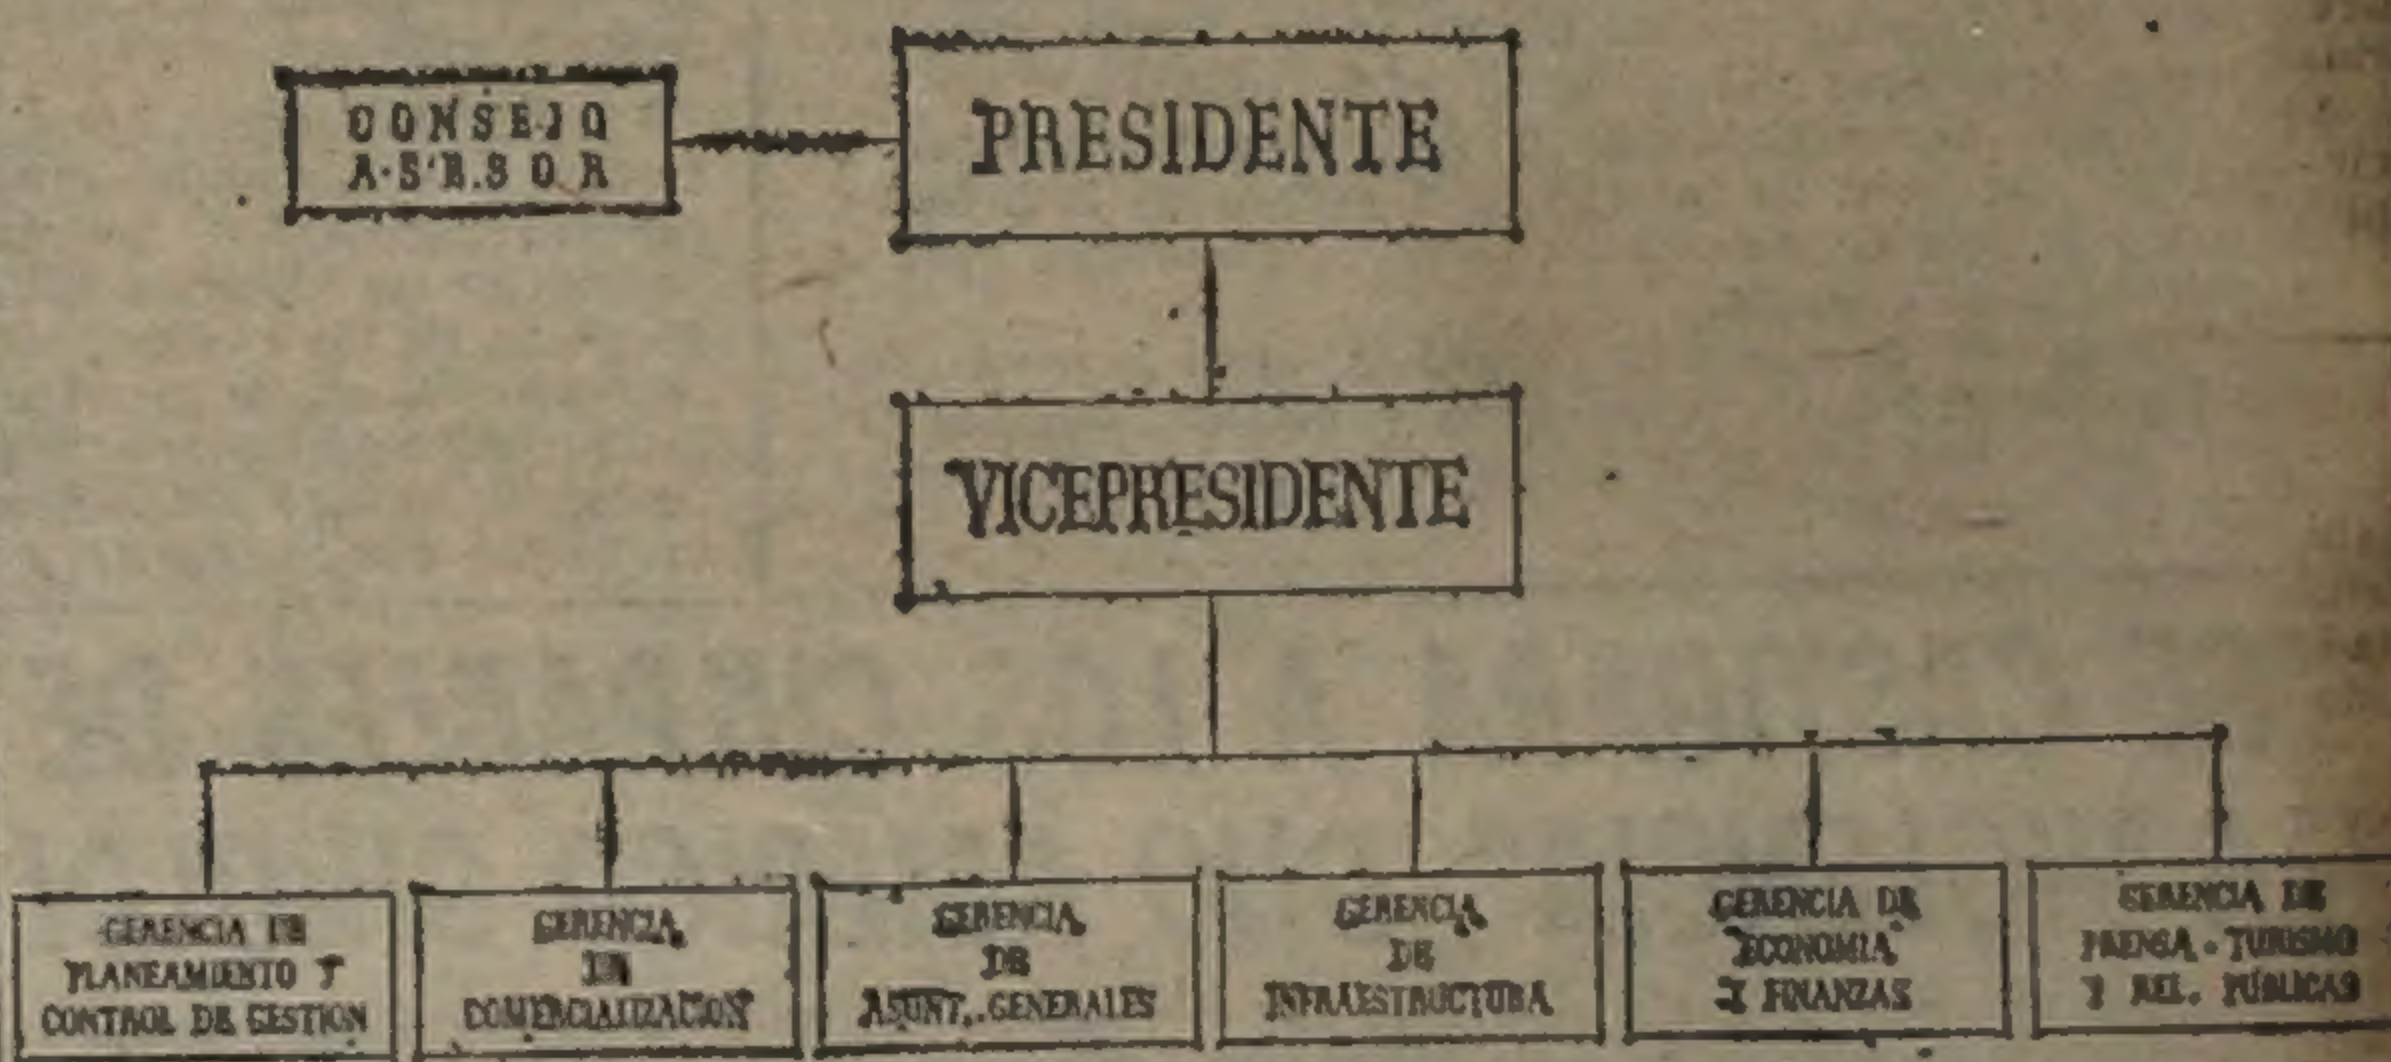 CONSEJO
ASESOR
PRESIDENTE
VICEPRESIDENTE
GERENCIA DE
PLANEAMIENTO Y
CONTROL DE GESTION
GERENCIA
DE
COMERCIALIZACION
GERENCIA
DE
ASUNT. GENERALES
GERENCIA
DE
INFRAESTRUCTURA
GERENCIA DE
ECONOMIA
Y FINANZAS
GERENCIA DE
PRENSA - TURISMO
Y REL. PUBLICAS